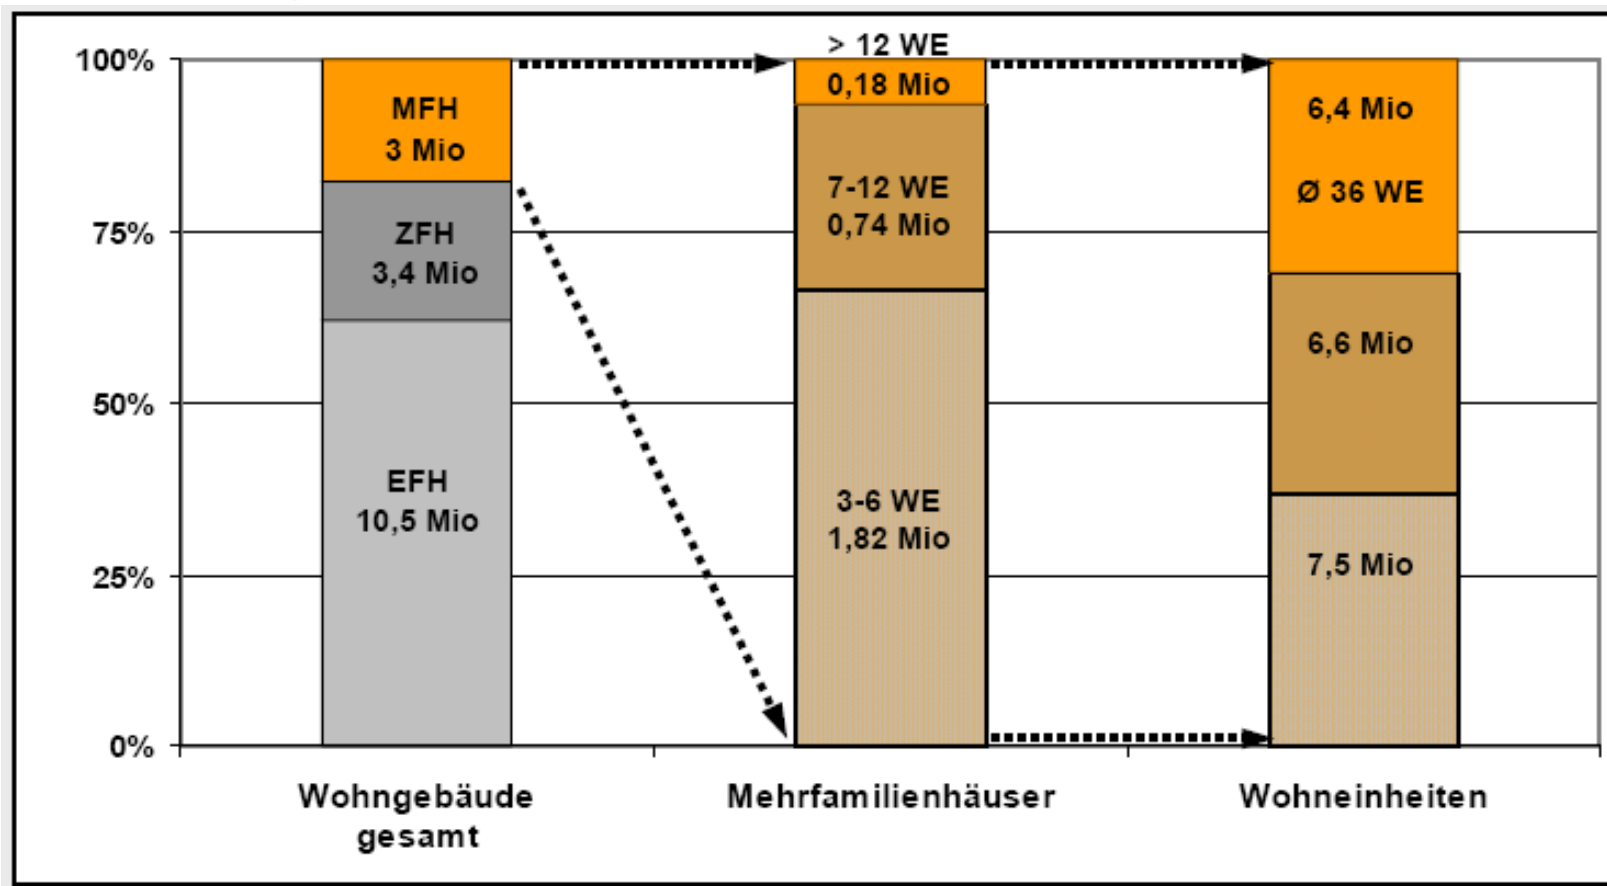 100%
75%
50%
25%
0%
MFH
3 Mio
ZFH
3,4 Mio
EFH
10,5 Mio
> 12 WE
0,18 Mio
7-12 WE
0,74 Mio
3-6 WE
1,82 Mio
6,4 Mio
Ø 36 WE
6,6 Mio
7,5 Mio
Wohngebäude
gesamt
Mehrfamilienhäuser
Wohneinheiten